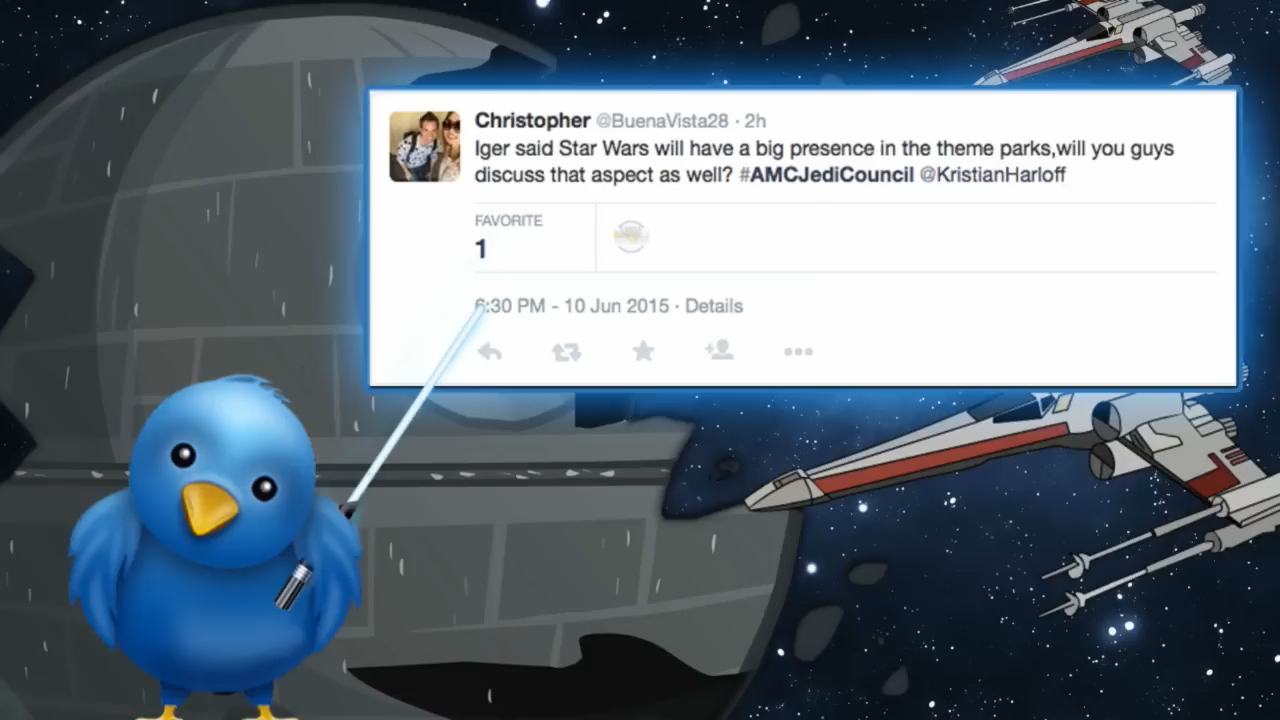 Christopher @BuenaVista28 · 2h
Iger said Star Wars will have a big presence in the theme parks,will you guys
discuss that aspect as well? #AMCJediCouncil @KristianHarloff
FAVORITE
1
6:30 PM - 10 Jun 2015 · Details